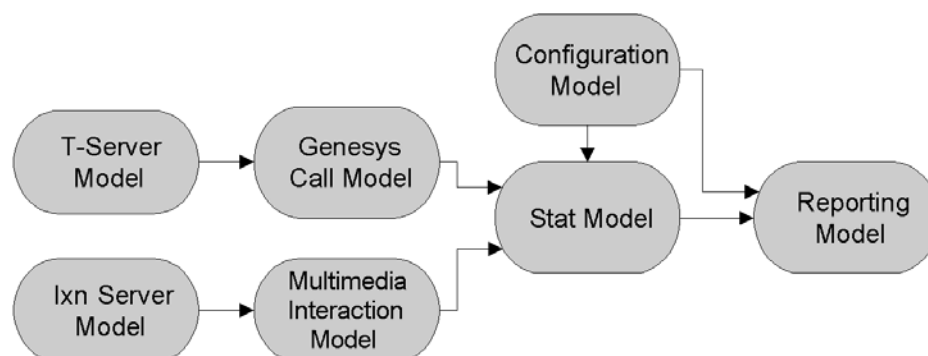 Configuration
Model
T-Server
Model
Genesys
Call Model
Stat Model
Reporting
Model
Ixn Server
Model
Multimedia
Interaction
Model